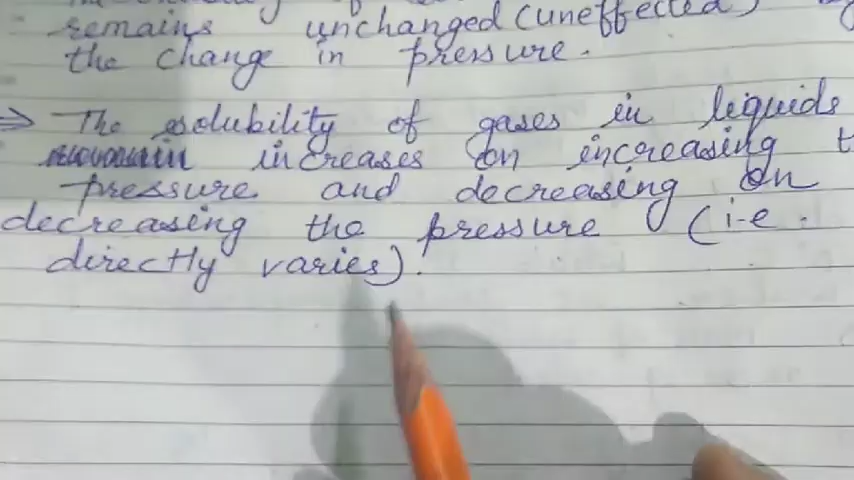 remains unchanged (uneffected)
the change in pressure.
⇒ The solubility of gases in liquids
increases on increasing t
pressure and decreasing on
decreasing the pressure (i-e.
directly varies).